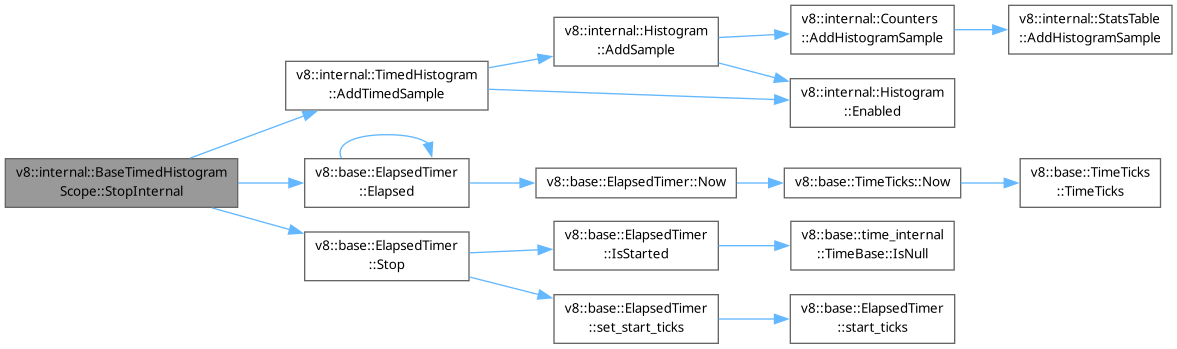 v8::internal::BaseTimedHistogram
Scope::StopInternal
v8::internal::TimedHistogram
::AddTimedSample
v8::internal::Histogram
::AddSample
v8::internal::Counters
::AddHistogramSample
v8::internal::StatsTable
::AddHistogramSample
v8::internal::Histogram
::Enabled
v8::base::ElapsedTimer
::Elapsed
v8::base::ElapsedTimer::Now
v8::base::TimeTicks::Now
v8::base::TimeTicks
::TimeTicks
v8::base::ElapsedTimer
::Stop
v8::base::ElapsedTimer
::IsStarted
v8::base::time_internal
::TimeBase::IsNull
v8::base::ElapsedTimer
::set_start_ticks
v8::base::ElapsedTimer
::start_ticks